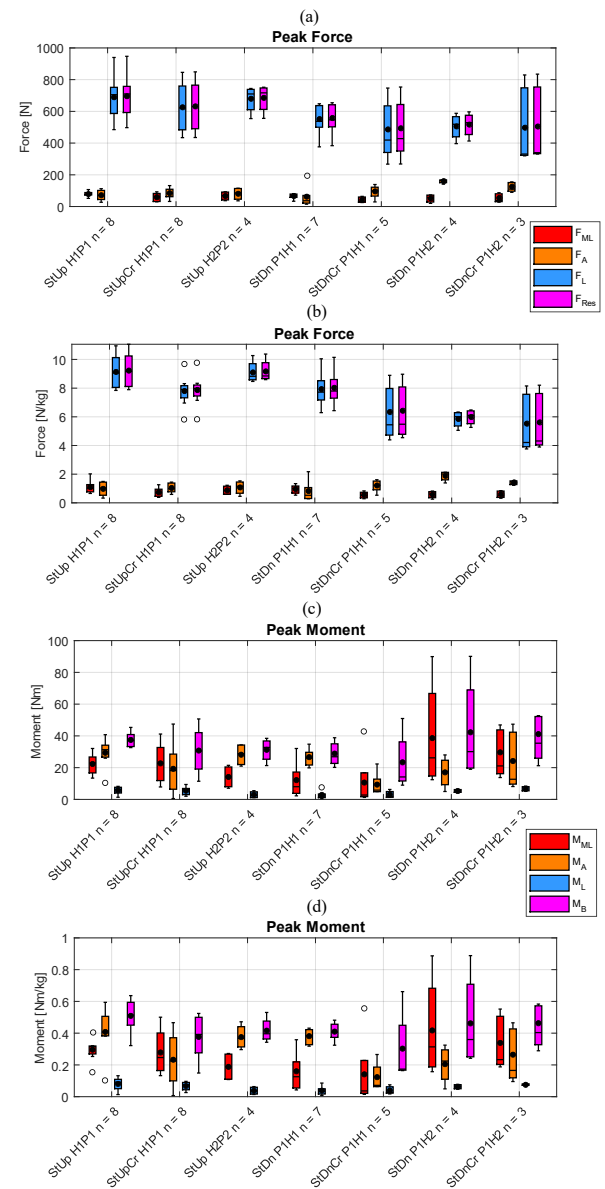 (a)
Peak Force
1000
800
600
400
200
0
Force [N]
StUp H1P1 n = 8
StUpCr H1P1 n = 8
StUp H2P2 n = 4
StDn P1H1 n = 7
StDnCr P1H1 n = 5
StDn P1H2 n = 4
StDnCr P1H2 n = 3
F_ML
F_A
F_L
F_Res
(b)
Peak Force
10
8
6
4
2
0
Force [N/kg]
StUp H1P1 n = 8
StUpCr H1P1 n = 8
StUp H2P2 n = 4
StDn P1H1 n = 7
StDnCr P1H1 n = 5
StDn P1H2 n = 4
StDnCr P1H2 n = 3
(c)
Peak Moment
100
80
60
40
20
0
Moment [Nm]
StUp H1P1 n = 8
StUpCr H1P1 n = 8
StUp H2P2 n = 4
StDn P1H1 n = 7
StDnCr P1H1 n = 5
StDn P1H2 n = 4
StDnCr P1H2 n = 3
M_ML
M_A
M_L
M_B
(d)
Peak Moment
1
0.8
0.6
0.4
0.2
0
Moment [Nm/kg]
StUp H1P1 n = 8
StUpCr H1P1 n = 8
StUp H2P2 n = 4
StDn P1H1 n = 7
StDnCr P1H1 n = 5
StDn P1H2 n = 4
StDnCr P1H2 n = 3